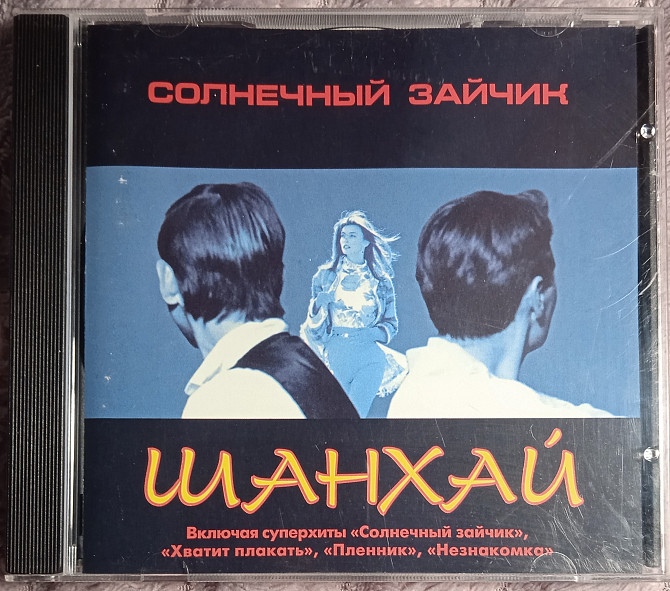 СОЛНЕЧНЫЙ ЗАЙЧИК
ШАНХАЙ
Включая суперхиты «Солнечный зайчик»,
«Хватит плакать», «Пленник», «Незнакомка»